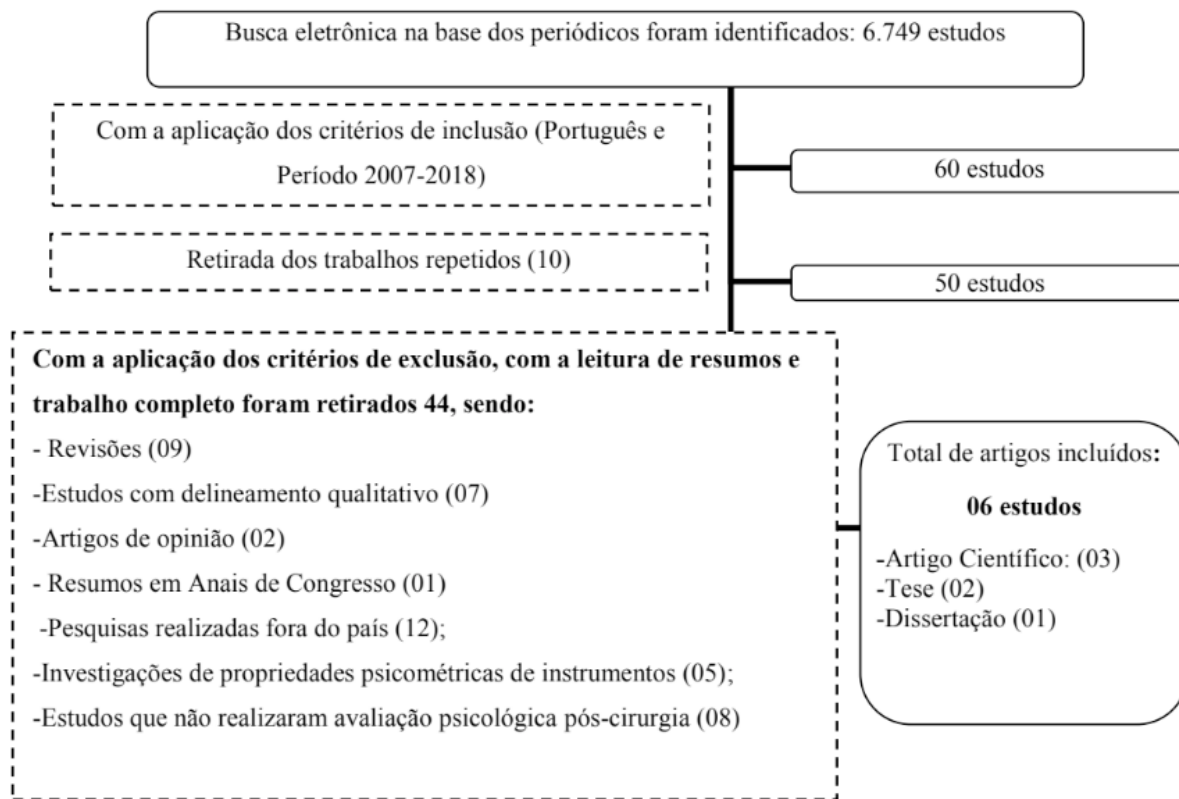 Busca eletrônica na base dos periódicos foram identificados: 6.749 estudos
Com a aplicação dos critérios de inclusão (Português e
Período 2007-2018)
60 estudos
Retirada dos trabalhos repetidos (10)
50 estudos
Com a aplicação dos critérios de exclusão, com a leitura de resumos e
trabalho completo foram retirados 44, sendo:
- Revisões (09)
-Estudos com delineamento qualitativo (07)
-Artigos de opinião (02)
- Resumos em Anais de Congresso (01)
-Pesquisas realizadas fora do país (12);
-Investigações de propriedades psicométricas de instrumentos (05);
-Estudos que não realizaram avaliação psicológica pós-cirurgia (08)
Total de artigos incluídos:
06 estudos
-Artigo Científico: (03)
-Tese (02)
-Dissertação (01)